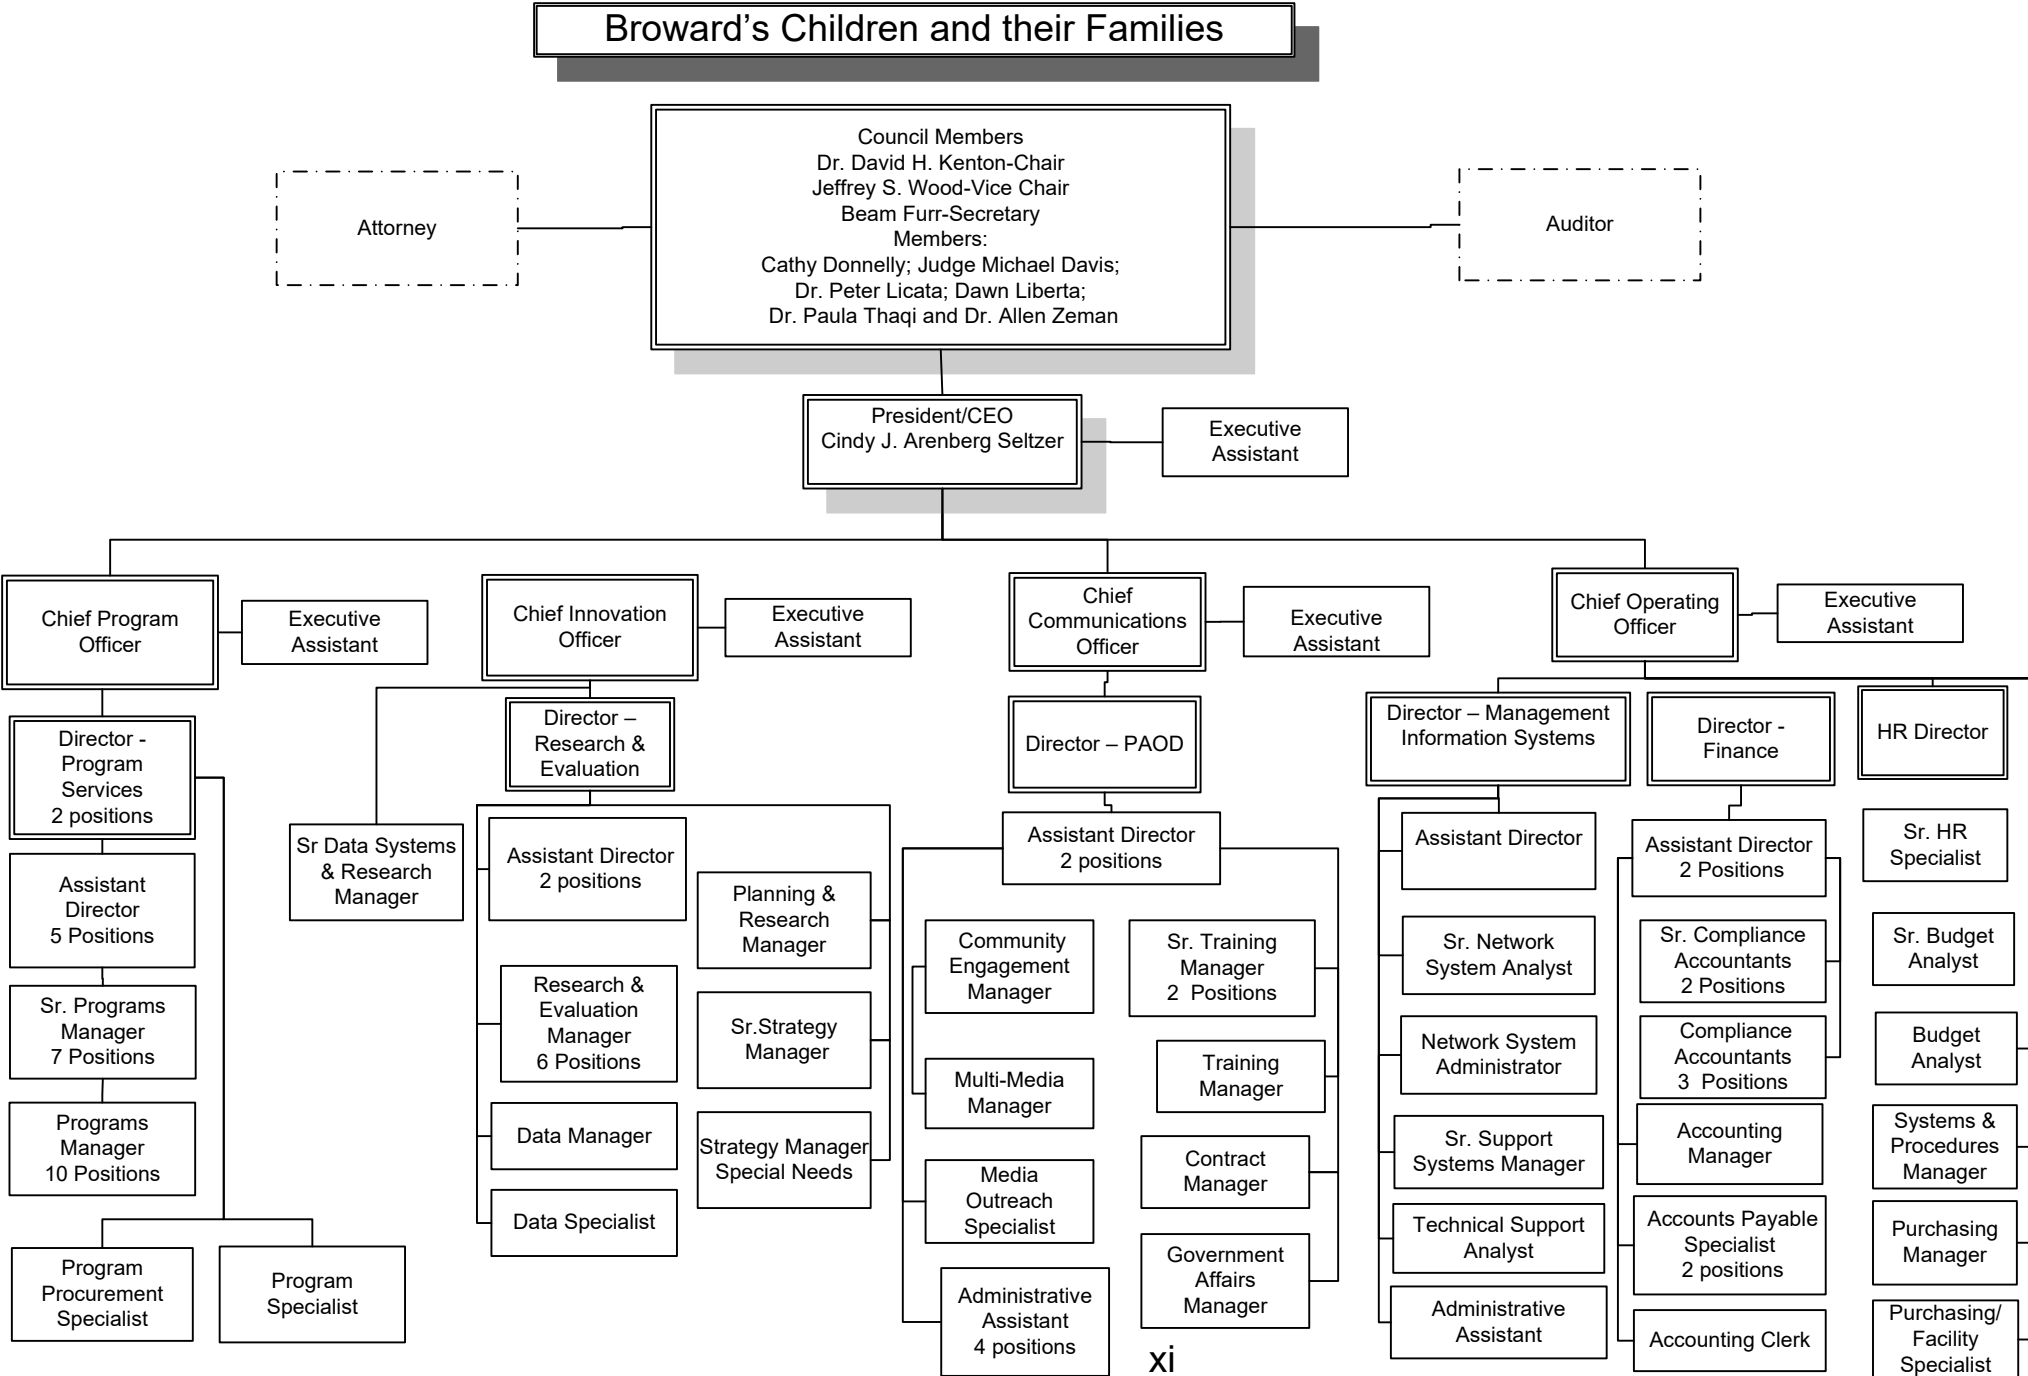 Broward’s Children and their Families
Council Members
Dr. David H. Kenton-Chair
Jeffrey S. Wood-Vice Chair
Beam Furr-Secretary
Members:
Cathy Donnelly; Judge Michael Davis;
Dr. Peter Licata; Dawn Liberta;
Dr. Paula Thaqi and Dr. Allen Zeman
Attorney
Auditor
President/CEO
Cindy J. Arenberg Seltzer
Executive
Assistant
Chief Program
Officer
Executive
Assistant
Chief Innovation
Officer
Executive
Assistant
Chief
Communications
Officer
Executive
Assistant
Chief Operating
Officer
Executive
Assistant
Director -
Program
Services
2 positions
Assistant
Director
5 Positions
Sr. Programs
Manager
7 Positions
Programs
Manager
10 Positions
Program
Procurement
Specialist
Program
Specialist
Director –
Research &
Evaluation
Sr Data Systems
& Research
Manager
Assistant Director
2 positions
Research &
Evaluation
Manager
6 Positions
Data Manager
Data Specialist
Planning &
Research
Manager
Sr.Strategy
Manager
Strategy Manager
Special Needs
Director – PAOD
Assistant Director
2 positions
Community
Engagement
Manager
Multi-Media
Manager
Media
Outreach
Specialist
Administrative
Assistant
4 positions
Sr. Training
Manager
2 Positions
Training
Manager
Contract
Manager
Government
Affairs
Manager
Director – Management
Information Systems
Assistant Director
Sr. Network
System Analyst
Network System
Administrator
Sr. Support
Systems Manager
Technical Support
Analyst
Administrative
Assistant
Director -
Finance
Assistant Director
2 Positions
Sr. Compliance
Accountants
2 Positions
Compliance
Accountants
3 Positions
Accounting
Manager
Accounts Payable
Specialist
2 positions
Accounting Clerk
HR Director
Sr. HR
Specialist
Sr. Budget
Analyst
Budget
Analyst
Systems &
Procedures
Manager
Purchasing
Manager
Purchasing/
Facility
Specialist
xi